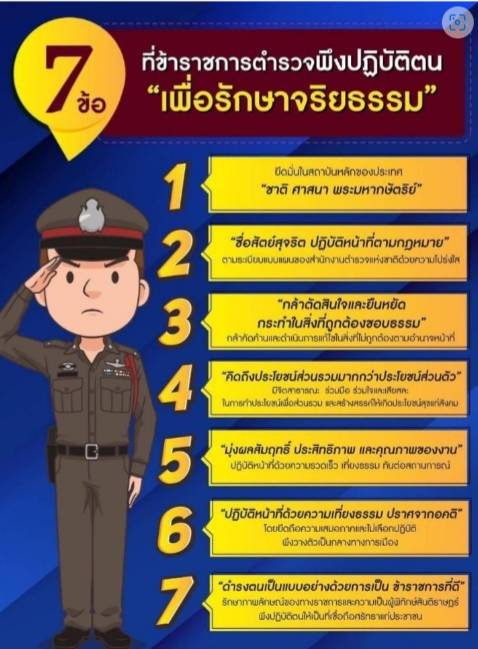 7
ข้อ
ที่ข้าราชการตำรวจพึงปฏิบัติตน
“เพื่อรักษาจริยธรรม”
1
ยึดมั่นในสถาบันหลักของประเทศ
“ชาติ ศาสนา พระมหากษัตริย์”
2
“ซื่อสัตย์สุจริต ปฏิบัติหน้าที่ตามกฎหมาย”
ตามระเบียบแบบแผนของสำนักงานตำรวจแห่งชาติด้วยความโปร่งใส
3
“กล้าตัดสินใจและยืนหยัด
กระทำในสิ่งที่ถูกต้องชอบธรรม”
กล้าคิดค้านและดำเนินการแก้ไขในสิ่งที่ไม่ถูกต้องตามอำนาจหน้าที่
4
“คิดถึงประโยชน์ส่วนรวมมากกว่าประโยชน์ส่วนตัว”
มีจิตสาธารณะ ร่วมมือ ร่วมใจและเสียสละ
ในการทำประโยชน์เพื่อส่วนรวม และสร้างสรรค์ให้เกิดประโยชน์สุขแก่สังคม
5
“มุ่งผลสัมฤทธิ์ ประสิทธิภาพ และคุณภาพของงาน”
ปฏิบัติหน้าที่ด้วยความรวดเร็ว เที่ยงธรรม ทันต่อสถานการณ์
6
“ปฏิบัติหน้าที่ด้วยความเที่ยงธรรม ปราศจากอคติ”
โดยยึดถือความเสมอภาคและไม่เลือกปฏิบัติ
พึงวางตัวเป็นกลางทางการเมือง
7
“ดำรงตนเป็นแบบอย่างด้วยการเป็น ข้าราชการที่ดี”
รักษาภาพลักษณ์ของทางราชการและความเป็นผู้พิทักษ์สันติราษฎร์
พึงปฏิบัติตนให้เป็นที่เชื่อถือศรัทธาแก่ประชาชน